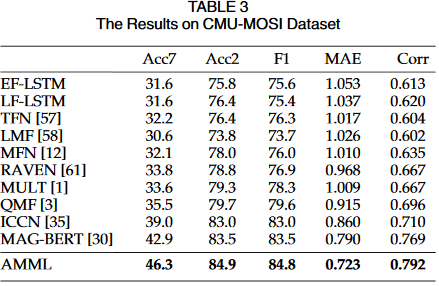 TABLE 3
The Results on CMU-MOSI Dataset
Acc7 Acc2 F1 MAE Corr
EF-LSTM 31.6 75.8 75.6 1.053 0.613
LF-LSTM 31.6 76.4 75.4 1.037 0.620
TFN [57] 32.2 76.4 76.3 1.017 0.604
LMF [58] 30.6 73.8 73.7 1.026 0.602
MFN [12] 32.1 78.0 76.0 1.010 0.635
RAVEN [61] 33.8 78.8 76.9 0.968 0.667
MULT [1] 33.6 79.3 78.3 1.009 0.667
QMF [3] 35.5 79.7 79.6 0.915 0.696
ICCN [35] 39.0 83.0 83.0 0.860 0.710
MAG-BERT [30] 42.9 83.5 83.5 0.790 0.769
AMML 46.3 84.9 84.8 0.723 0.792